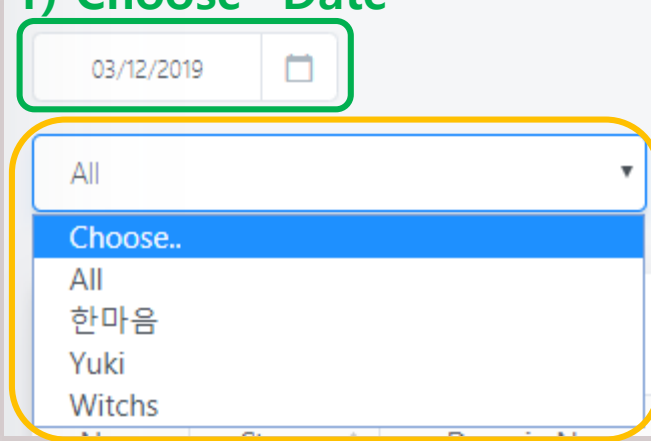 1) Choose Date
03/12/2019
All
Choose..
All
한마음
Yuki
Witchs